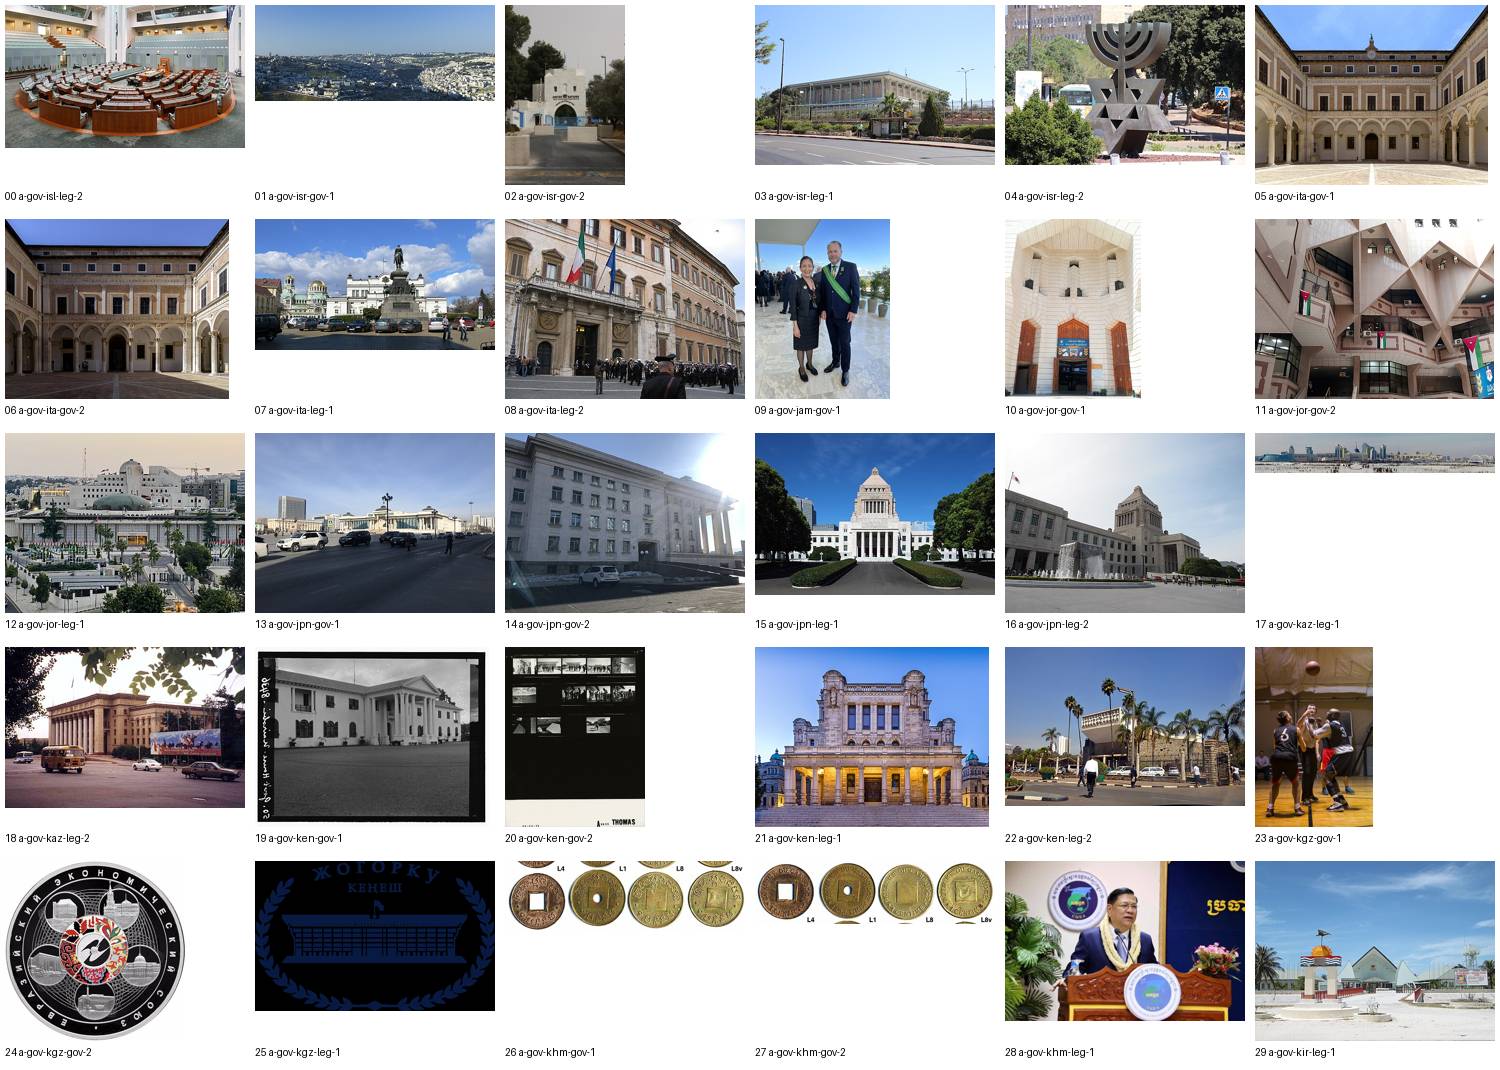 00 a-gov-isl-leg-2
01 a-gov-isr-gov-1
02 a-gov-isr-gov-2
03 a-gov-isr-leg-1
04 a-gov-isr-leg-2
05 a-gov-ita-gov-1
06 a-gov-ita-gov-2
07 a-gov-ita-leg-1
08 a-gov-ita-leg-2
09 a-gov-jam-gov-1
10 a-gov-jor-gov-1
11 a-gov-jor-gov-2
12 a-gov-jor-leg-1
13 a-gov-jpn-gov-1
14 a-gov-jpn-gov-2
15 a-gov-jpn-leg-1
16 a-gov-jpn-leg-2
17 a-gov-kaz-leg-1
THOMAS
18 a-gov-kaz-leg-2
19 a-gov-ken-gov-1
20 a-gov-ken-gov-2
21 a-gov-ken-leg-1
22 a-gov-ken-leg-2
23 a-gov-kgz-gov-1
ЕВРАЗИЙСКИЙ ЭКОНОМИЧЕСКИЙ СОЮЗ
ЖОГОРКУ
КЕҢЕШ
L4 L1 L8 L8v
L4 L1 L8 L8v
24 a-gov-kgz-gov-2
25 a-gov-kgz-leg-1
26 a-gov-khm-gov-1
27 a-gov-khm-gov-2
28 a-gov-khm-leg-1
29 a-gov-kir-leg-1